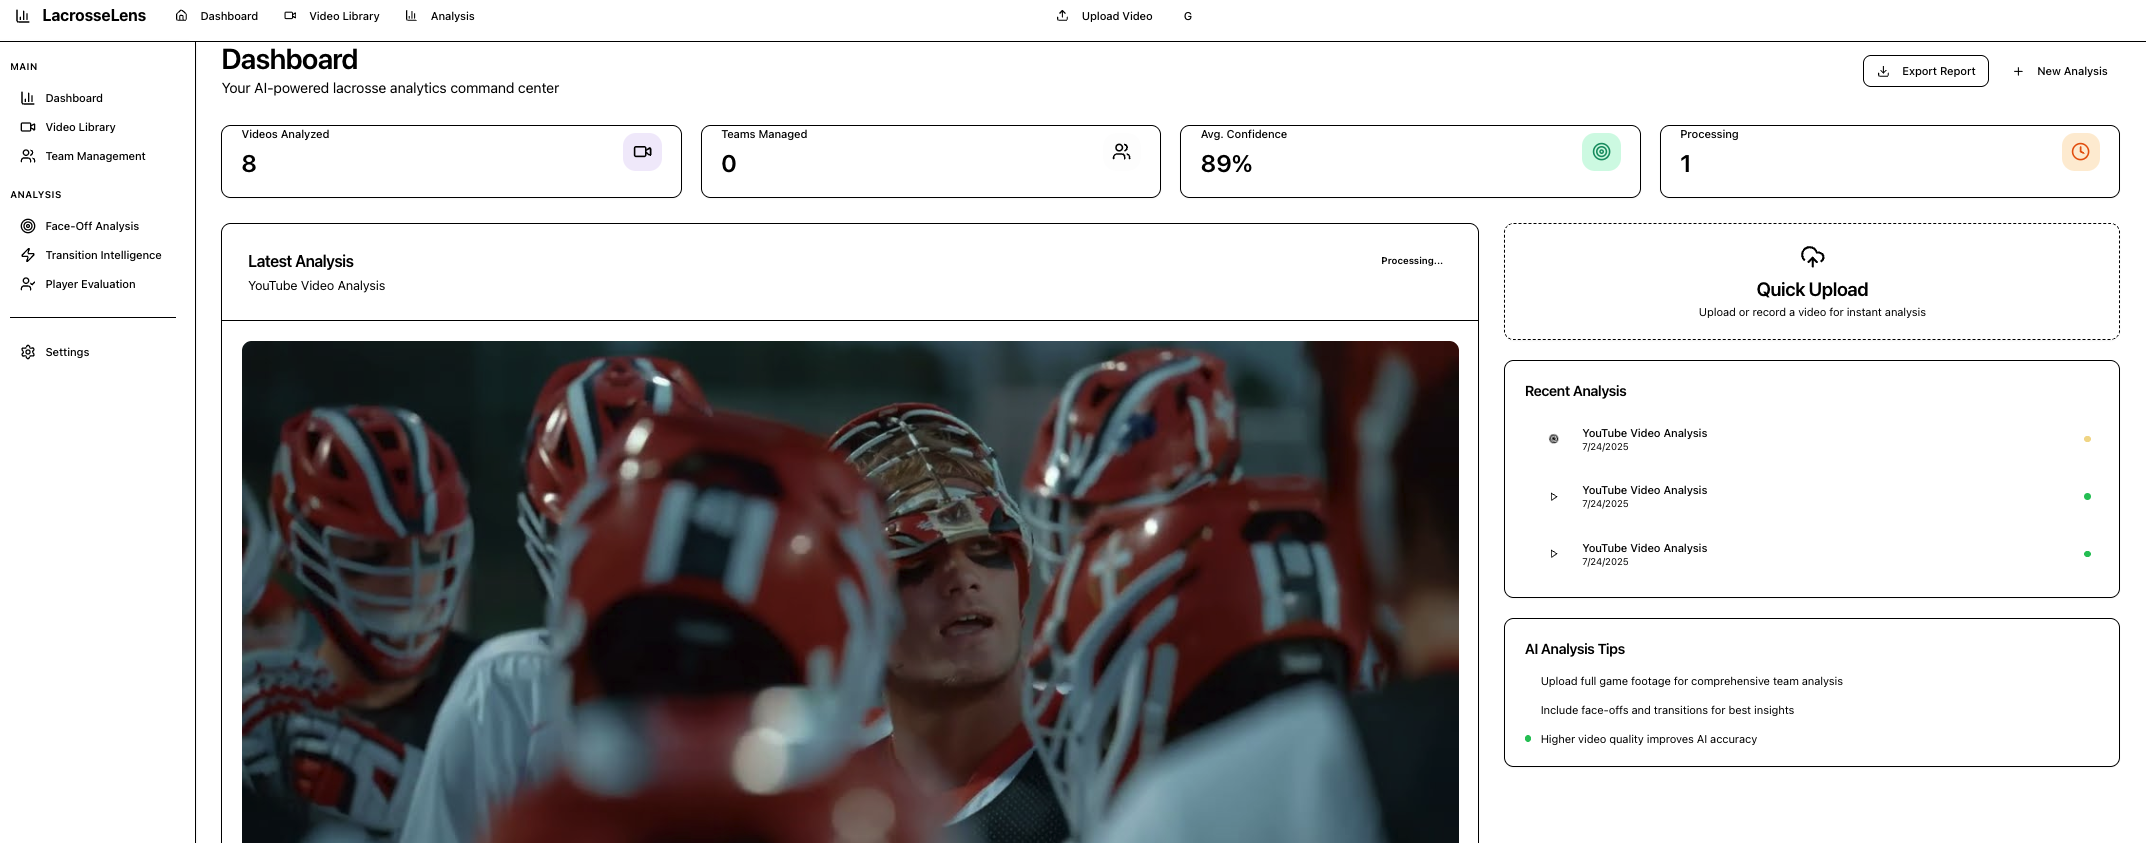 LacrosseLens
Dashboard
Video Library
Analysis
Upload Video
G
MAIN
Dashboard
Video Library
Team Management
ANALYSIS
Face-Off Analysis
Transition Intelligence
Player Evaluation
Settings
Dashboard
Your AI-powered lacrosse analytics command center
Export Report
New Analysis
Videos Analyzed
8
Teams Managed
0
Avg. Confidence
89%
Processing
1
Latest Analysis
YouTube Video Analysis
Processing...
Quick Upload
Upload or record a video for instant analysis
Recent Analysis
YouTube Video Analysis
7/24/2025
YouTube Video Analysis
7/24/2025
YouTube Video Analysis
7/24/2025
AI Analysis Tips
Upload full game footage for comprehensive team analysis
Include face-offs and transitions for best insights
Higher video quality improves AI accuracy